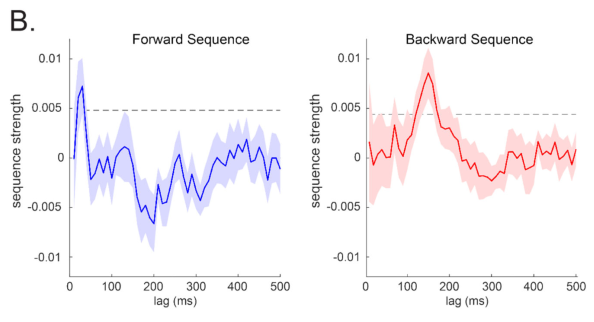 B.
Forward Sequence
0.01
0.005
0
-0.005
-0.01
sequence strength
0 100 200 300 400 500
lag (ms)
Backward Sequence
0.01
0.005
0
-0.005
-0.01
sequence strength
0 100 200 300 400 500
lag (ms)